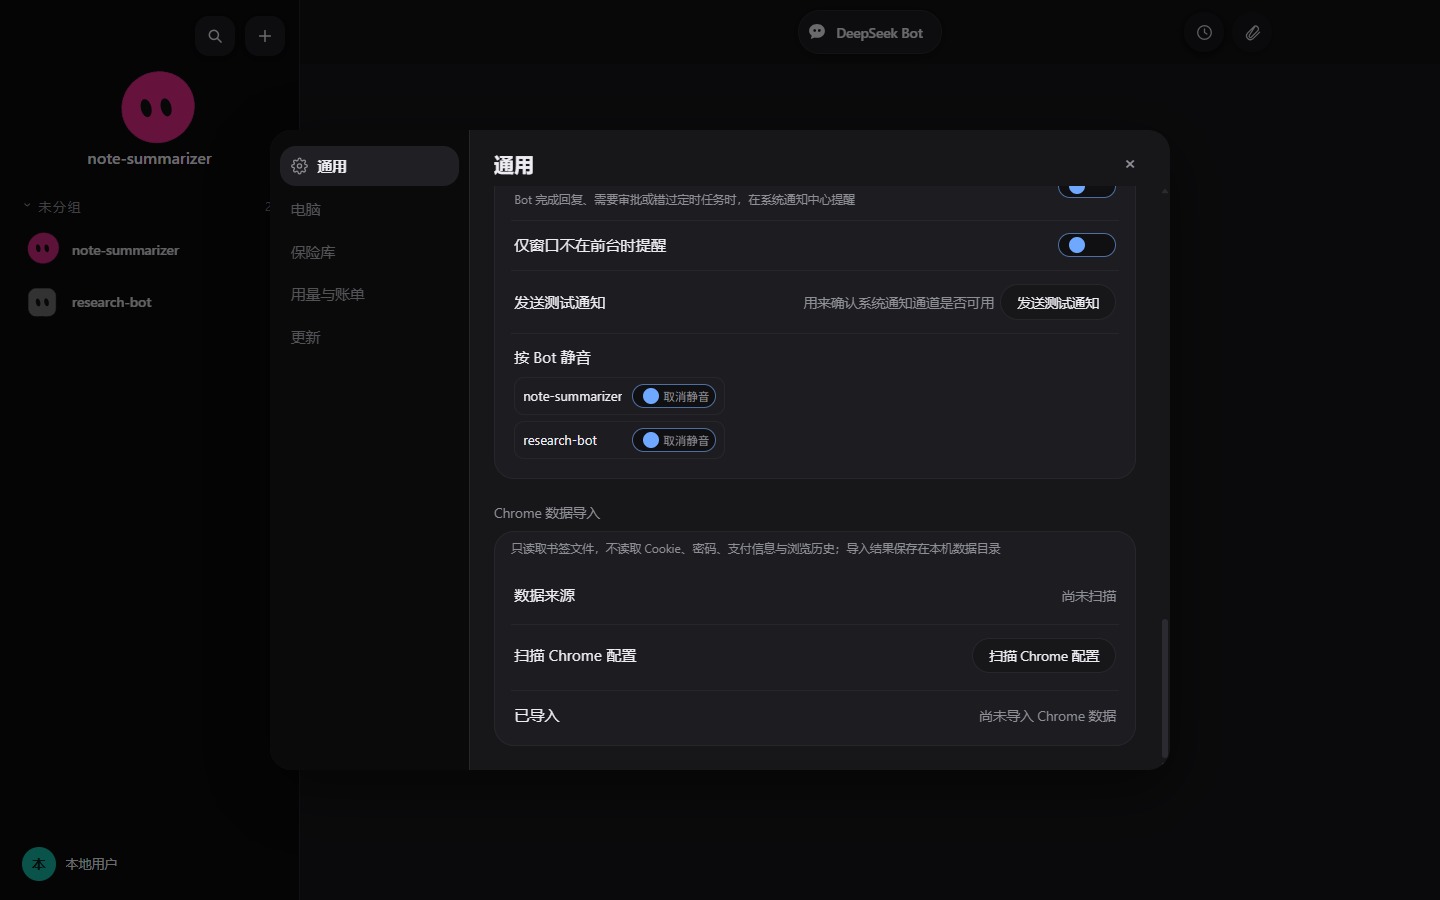 DeepSeek Bot
note-summarizer
未分组
note-summarizer
research-bot
本 本地用户
通用
电脑
保险库
用量与账单
更新
通用
Bot 完成回复、需要审批或错过定时任务时，在系统通知中心提醒
仅窗口不在前台时提醒
发送测试通知 用来确认系统通知通道是否可用 发送测试通知
按 Bot 静音
note-summarizer 取消静音
research-bot 取消静音
Chrome 数据导入
只读取书签文件，不读取 Cookie、密码、支付信息与浏览历史；导入结果保存在本机数据目录
数据来源 尚未扫描
扫描 Chrome 配置 扫描 Chrome 配置
已导入 尚未导入 Chrome 数据